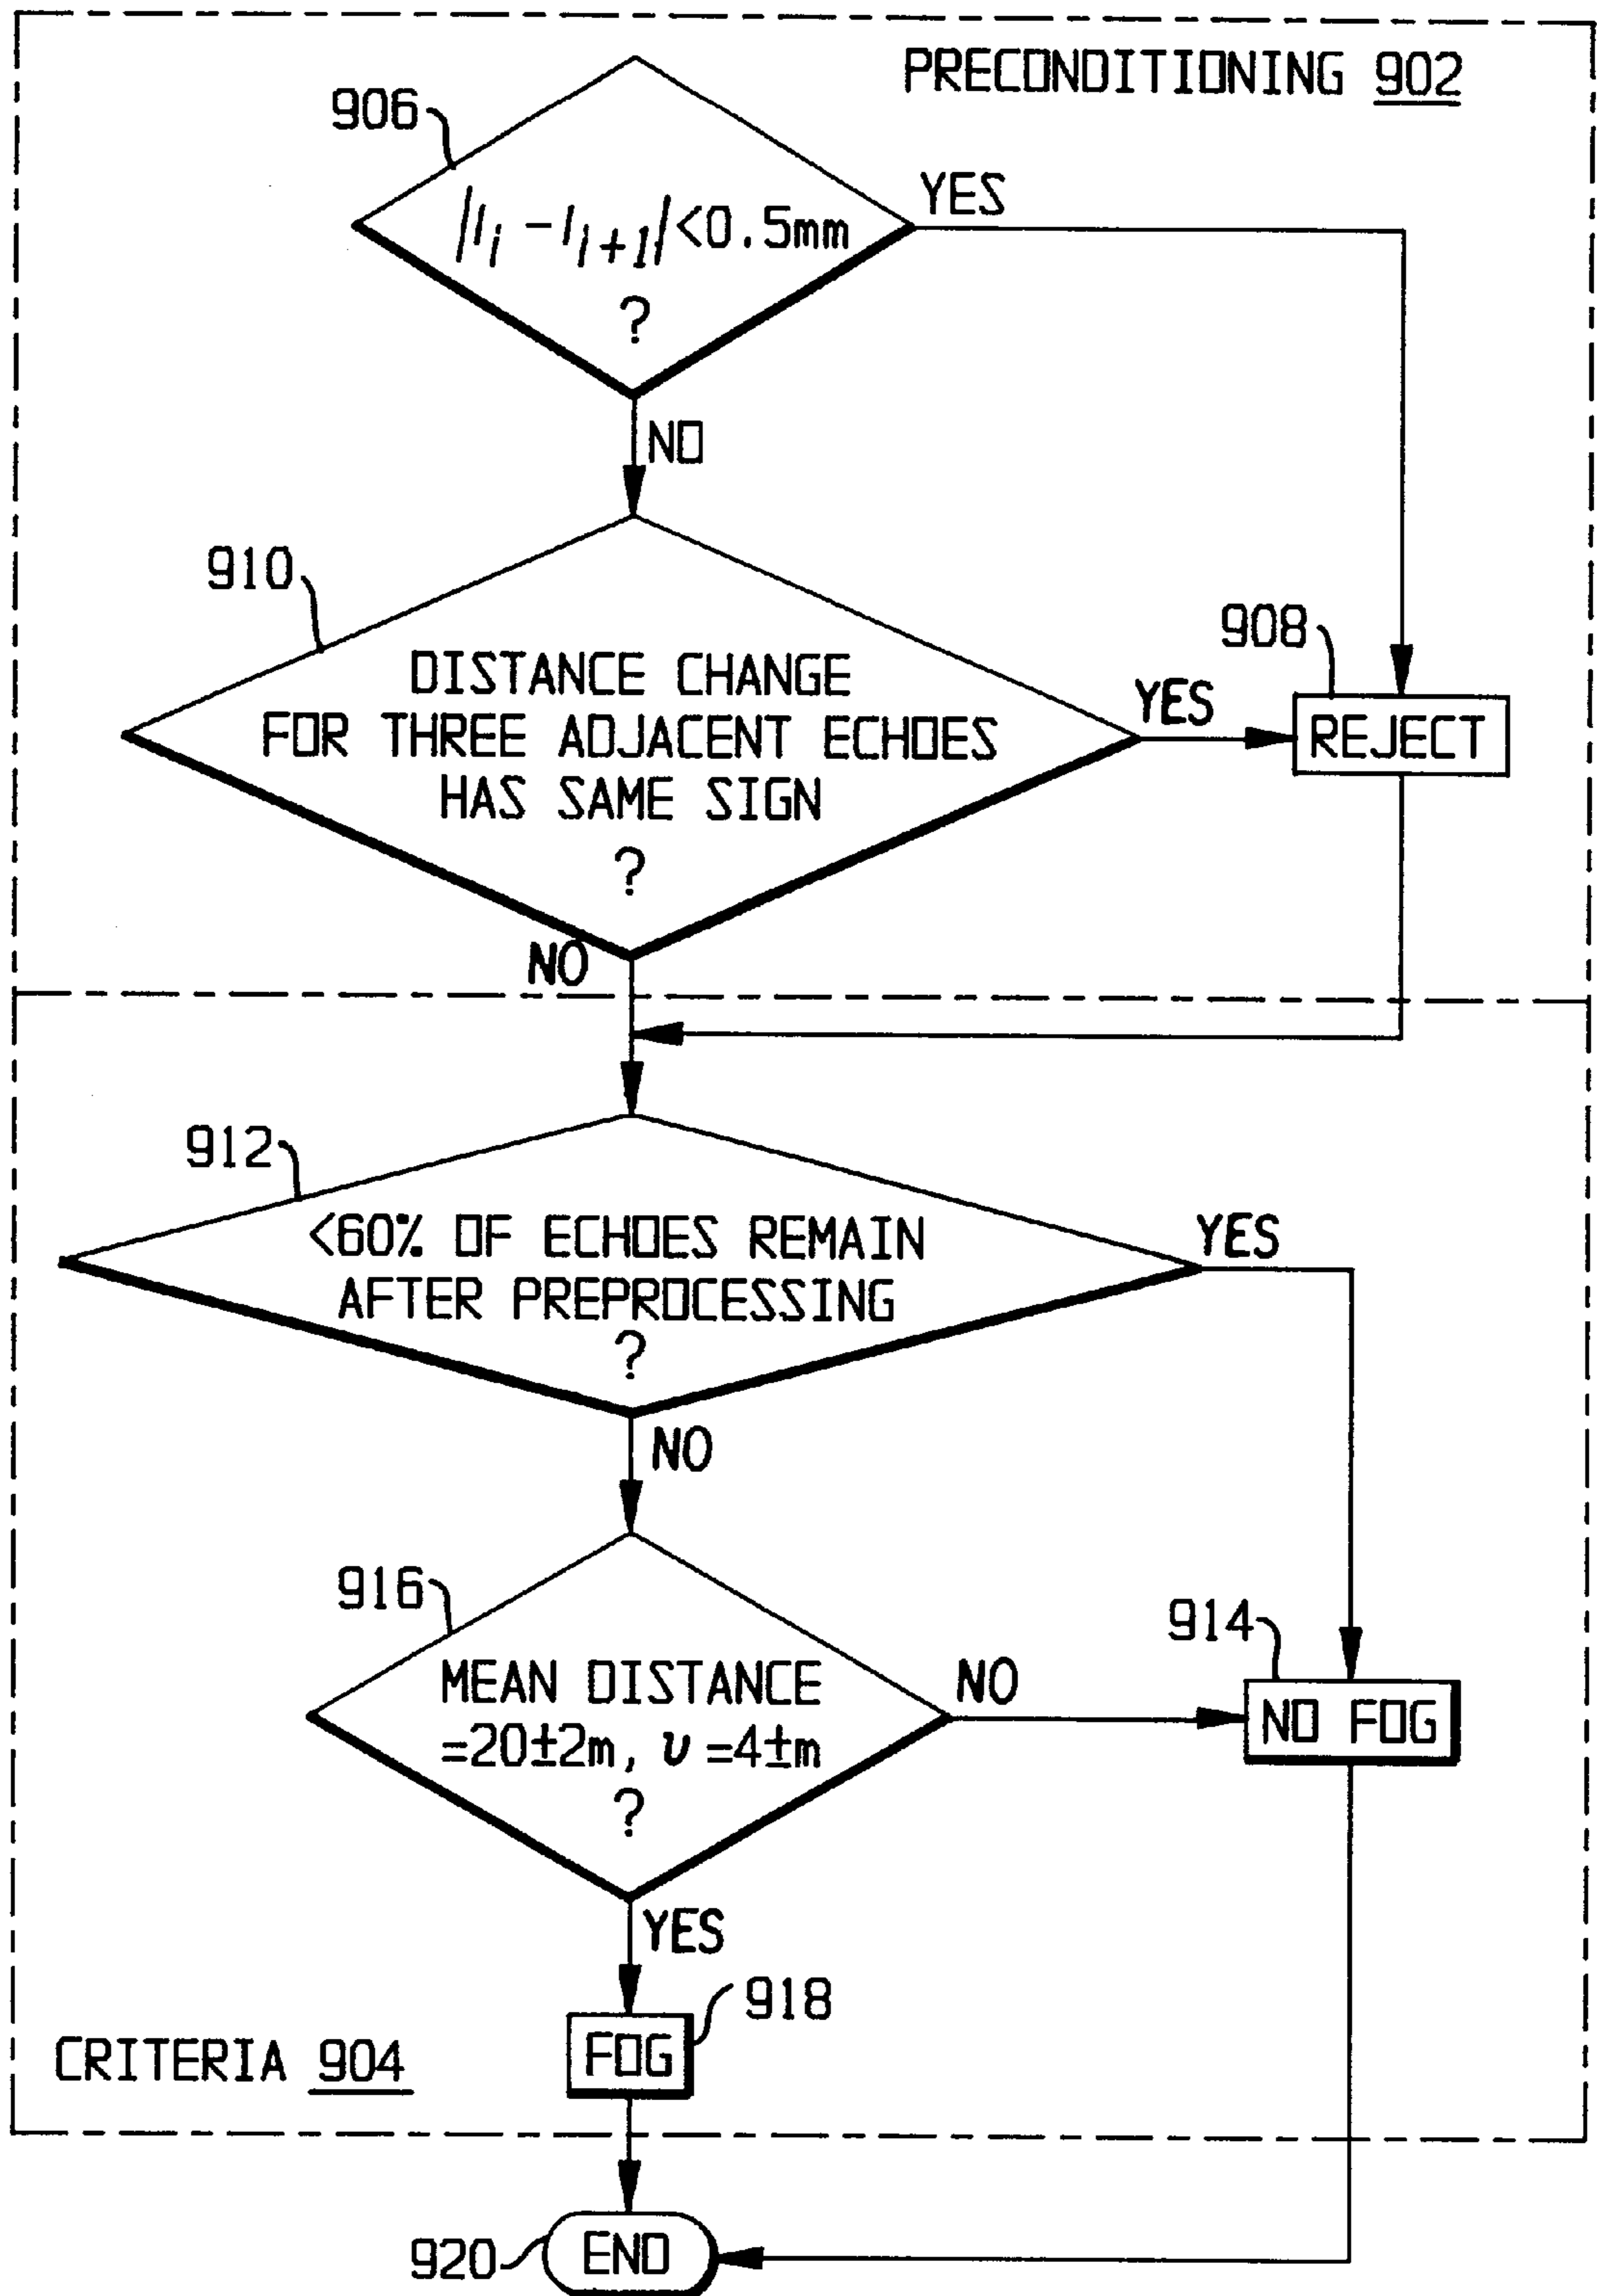 PRECONDITIONING 902
906
|l_i - l_{i+1}| <0.5mm
?
YES
NO
910
DISTANCE CHANGE
FOR THREE ADJACENT ECHOES
HAS SAME SIGN
?
YES
908
REJECT
NO
912
<60% OF ECHOES REMAIN
AFTER PREPROCESSING
?
YES
NO
916
MEAN DISTANCE
=20±2m, υ =4±m
?
NO
914
NO FOG
YES
918
FOG
CRITERIA 904
920
END